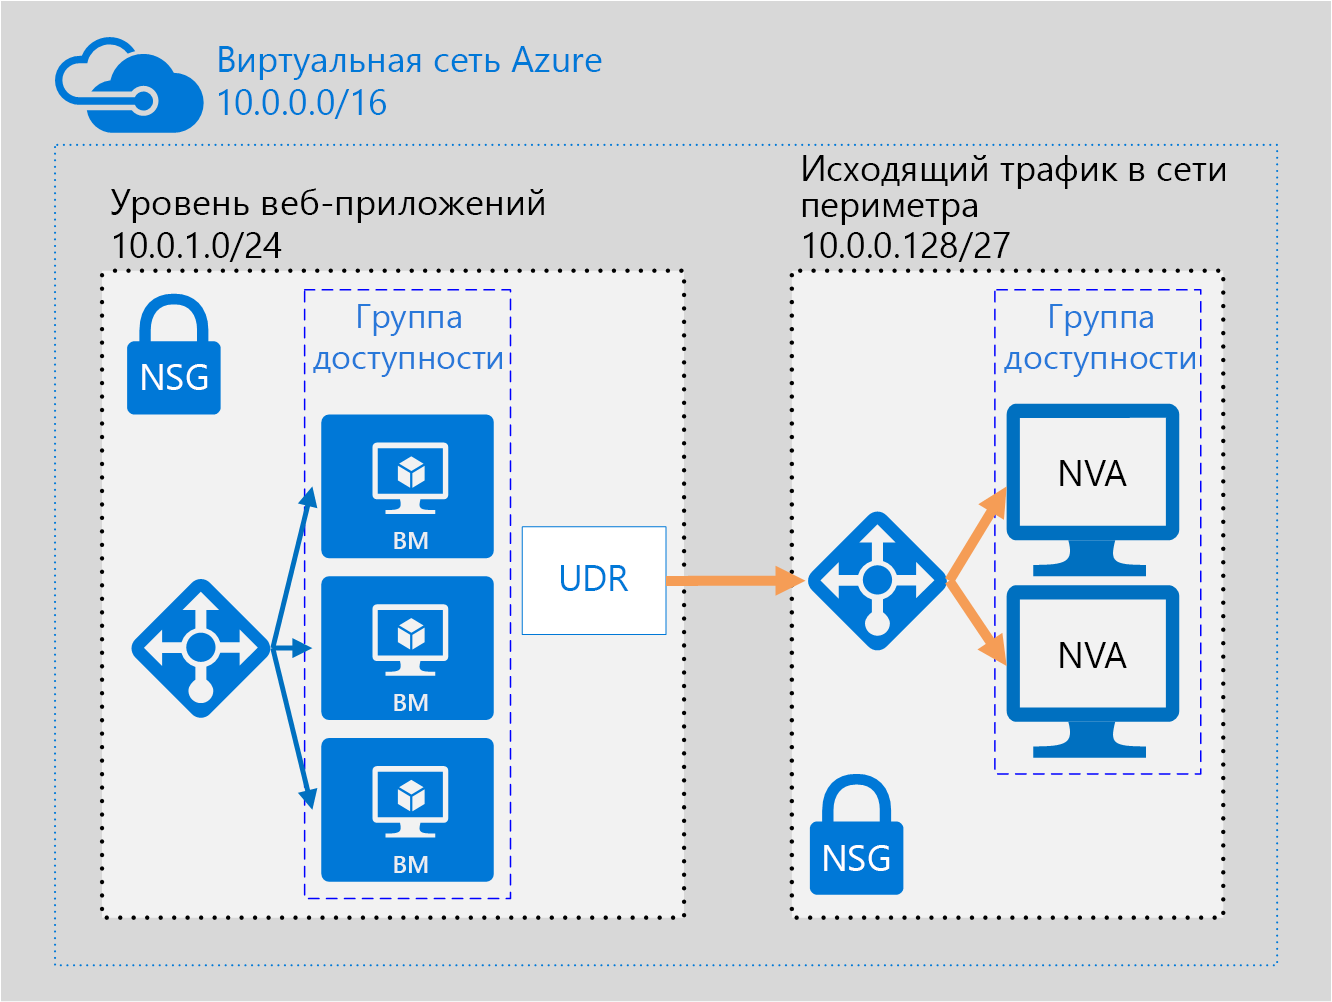 Виртуальная сеть Azure
10.0.0.0/16
Уровень веб-приложений
10.0.1.0/24
NSG
Группа
доступности
ВМ
ВМ
ВМ
UDR
Исходящий трафик в сети
периметра
10.0.0.128/27
Группа
доступности
NVA
NVA
NSG